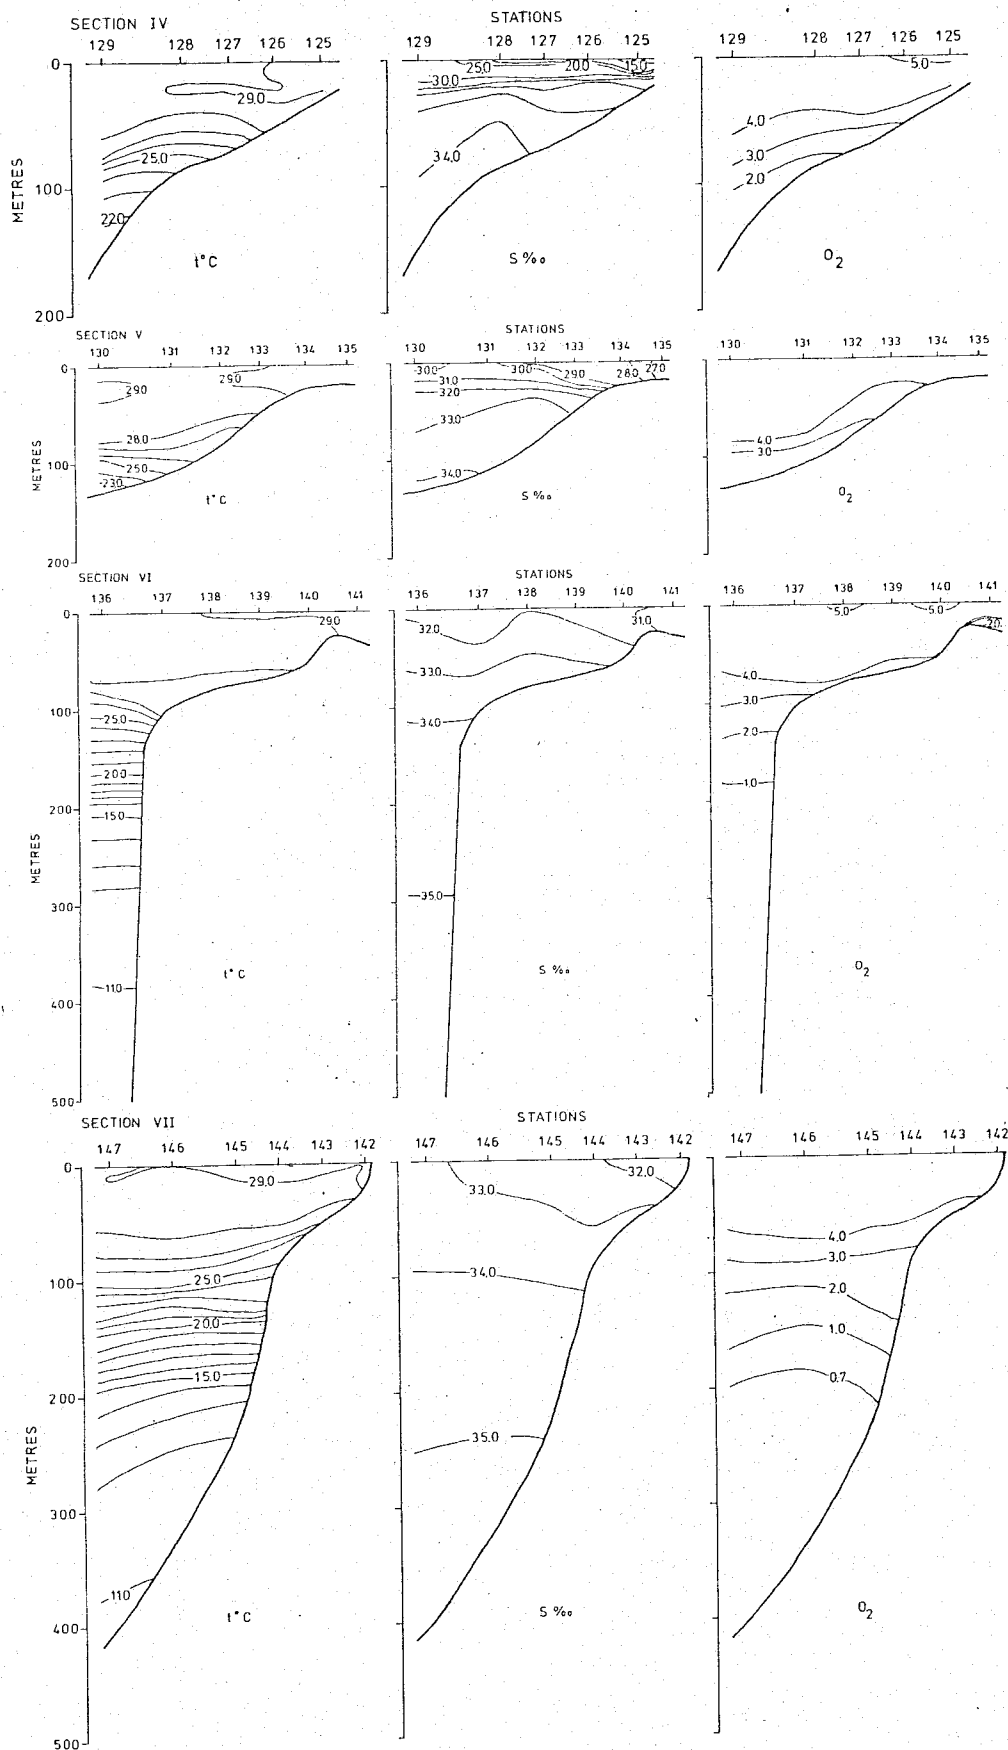 SECTION IV STATIONS
129 128 127 126 125 129 128 127 126 125 129 128 127 126 125
0 25.0 20.0 15.0 5.0
30.0
29.0
4.0
25.0 34.0 3.0
2.0
100
METRES
22.0
t°C S‰ O2
200
SECTION V STATIONS
130 131 132 133 134 135 130 131 132 133 134 135 130 131 132 133 134 135
0 30.0 30.0 29.0 28.0 27.0
29.0 31.0
29.0 32.0
33.0
28.0 4.0
3.0
100 25.0 34.0
23.0
METRES
t°C S‰ O2
200
SECTION VI STATIONS
136 137 138 139 140 141 136 137 138 139 140 141 136 137 138 139 140 141
0 29.0 31.0 5.0 5.0
32.0 2.0
33.0 4.0
3.0
100 25.0 34.0 2.0
20.0 1.0
200 15.0
METRES
300 35.0
t°C S‰ O2
400 11.0
500
SECTION VII STATIONS
147 146 145 144 143 142 147 146 145 144 143 142 147 146 145 144 143 142
0 29.0 33.0 32.0
4.0
3.0
100 25.0 34.0 2.0
20.0 1.0
15.0 0.7
200
METRES
35.0
300
11.0
t°C S‰ O2
400
500